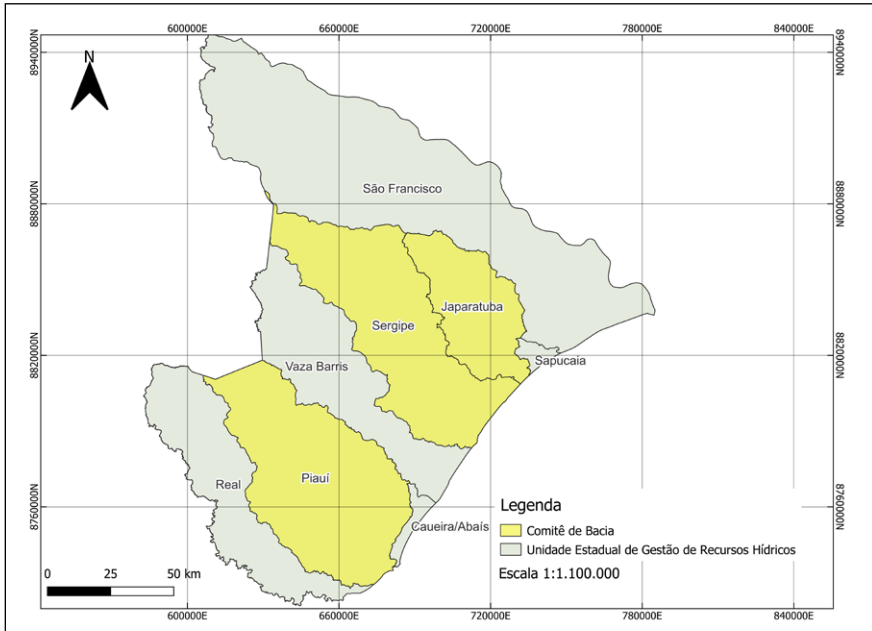 600000E 660000E 720000E 780000E 840000E
8940000N 8940000N
N
São Francisco
8880000N 8880000N
Japaratuba
Sergipe
8820000N 8820000N
Sapucaia
Vaza Barris
Piauí
Real
8760000N 8760000N
Caueira/Abaís
Legenda
Comitê de Bacia
Unidade Estadual de Gestão de Recursos Hídricos
Escala 1:1.100.000
0 25 50 km
600000E 660000E 720000E 780000E 840000E